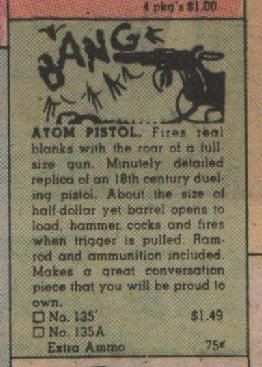 4 pkg's $1.00
BANG
ATOM PISTOL. Fires real
blanks with the roar of a full-
size gun. Minutely detailed
replica of an 18th century duel-
ing pistol. About the size of
half-dollar yet barrel opens to
load, hammer cocks and fires
when trigger is pulled. Ram-
rod and ammunition included.
Makes a great conversation
piece that you will be proud to
own.
☐ No. 135' $1.49
☐ No. 135A
Extra Ammo 75¢